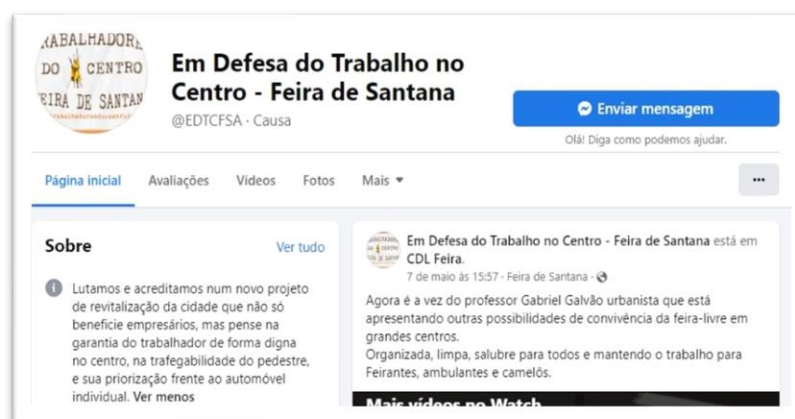 TRABALHADORA
DO CENTRO
FEIRA DE SANTAN
Em Defesa do Trabalho no
Centro - Feira de Santana
@EDTCFSA · Causa
Enviar mensagem
Olá! Diga como podemos ajudar.
Página inicial
Avaliações
Vídeos
Fotos
Mais
Sobre
Ver tudo
Lutamos e acreditamos num novo projeto
de revitalização da cidade que não só
beneficie empresários, mas pense na
garantia do trabalhador de forma digna
no centro, na trafegabilidade do pedestre,
e sua priorização frente ao automóvel
individual. Ver menos
Em Defesa do Trabalho no Centro - Feira de Santana está em
CDL Feira.
7 de maio às 15:57 · Feira de Santana ·
Agora é a vez do professor Gabriel Galvão urbanista que está
apresentando outras possibilidades de convivência da feira-livre em
grandes centros.
Organizada, limpa, salubre para todos e mantendo o trabalho para
Feirantes, ambulantes e camelôs.
Mais vídeos no Watch